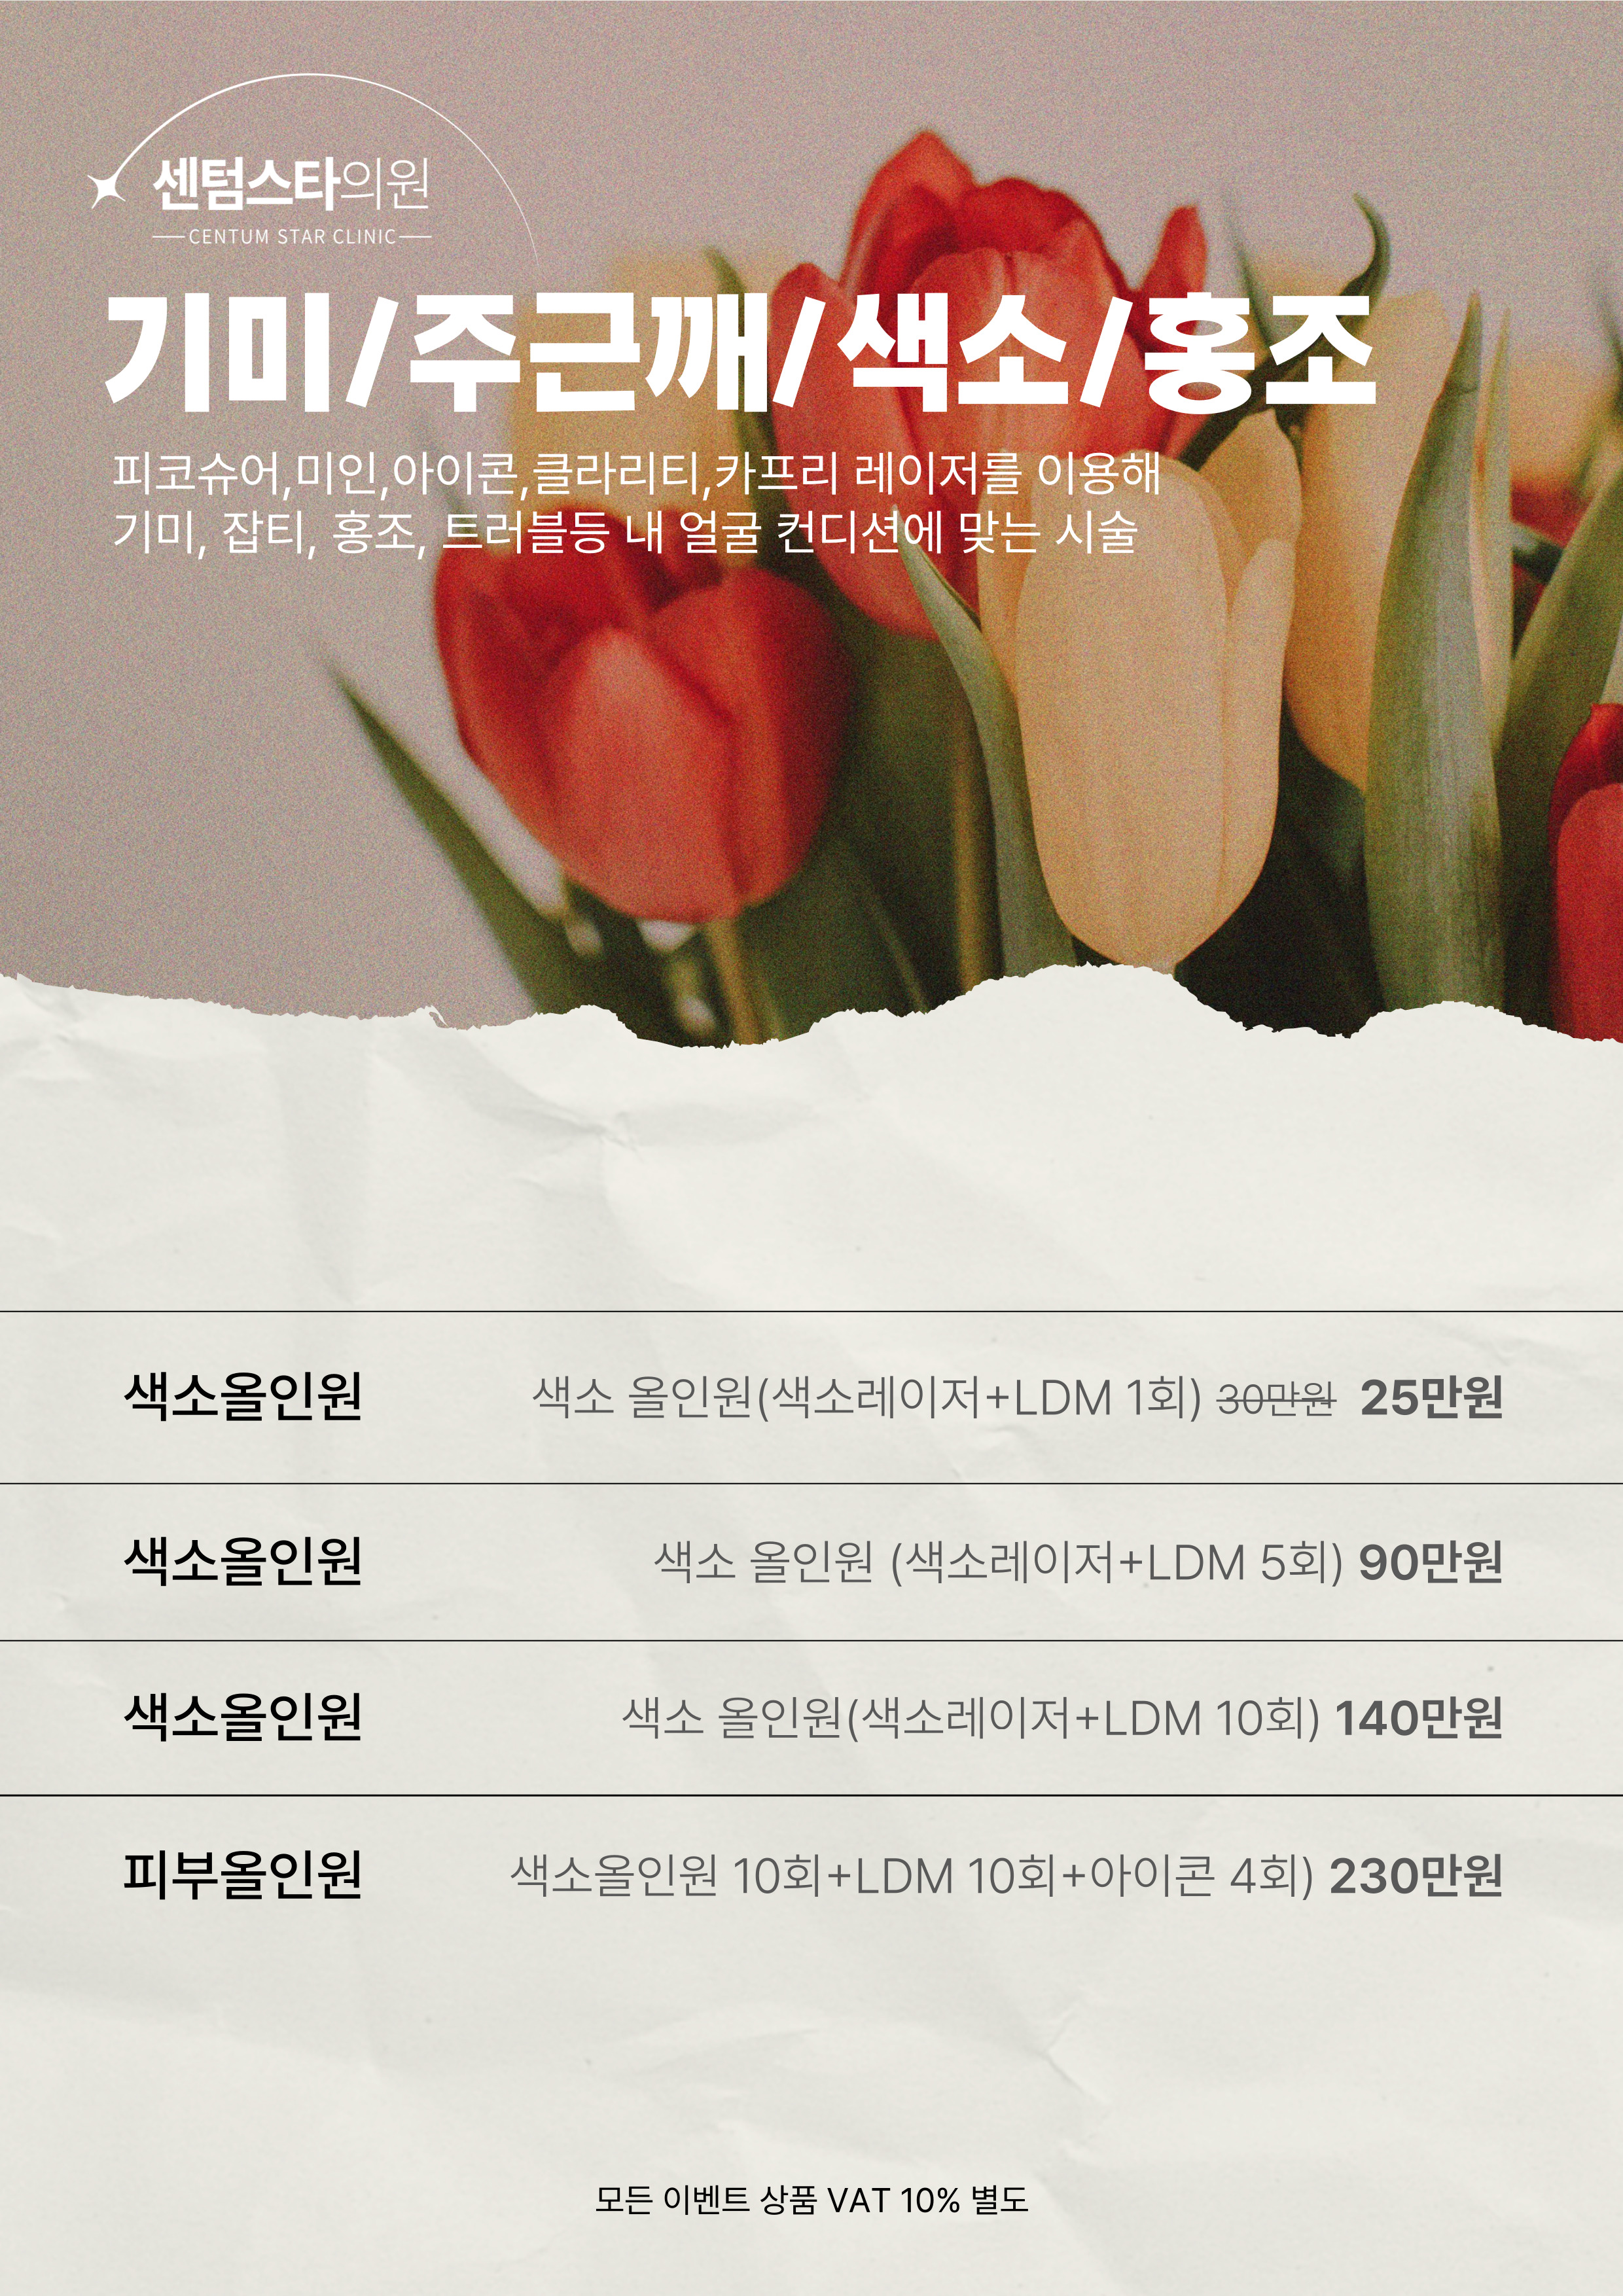 센텀스타의원
CENTUM STAR CLINIC
기미/주근깨/색소/홍조
피코슈어,미인,아이콘,클라리티,카프리 레이저를 이용해
기미, 잡티, 홍조, 트러블등 내 얼굴 컨디션에 맞는 시술
색소올인원 색소 올인원(색소레이저+LDM 1회) 30만원 25만원
색소올인원 색소 올인원 (색소레이저+LDM 5회) 90만원
색소올인원 색소 올인원(색소레이저+LDM 10회) 140만원
피부올인원 색소올인원 10회+LDM 10회+아이콘 4회) 230만원
모든 이벤트 상품 VAT 10% 별도